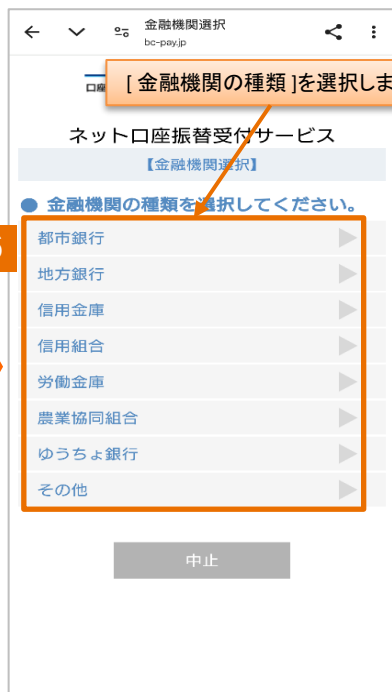 金融機関選択
bc-pay.jp
口座
[ 金融機関の種類 ]を選択しま
ネット口座振替受付サービス
【金融機関選択】
● 金融機関の種類を選択してください。
都市銀行
地方銀行
信用金庫
信用組合
労働金庫
農業協同組合
ゆうちょ銀行
その他
中止